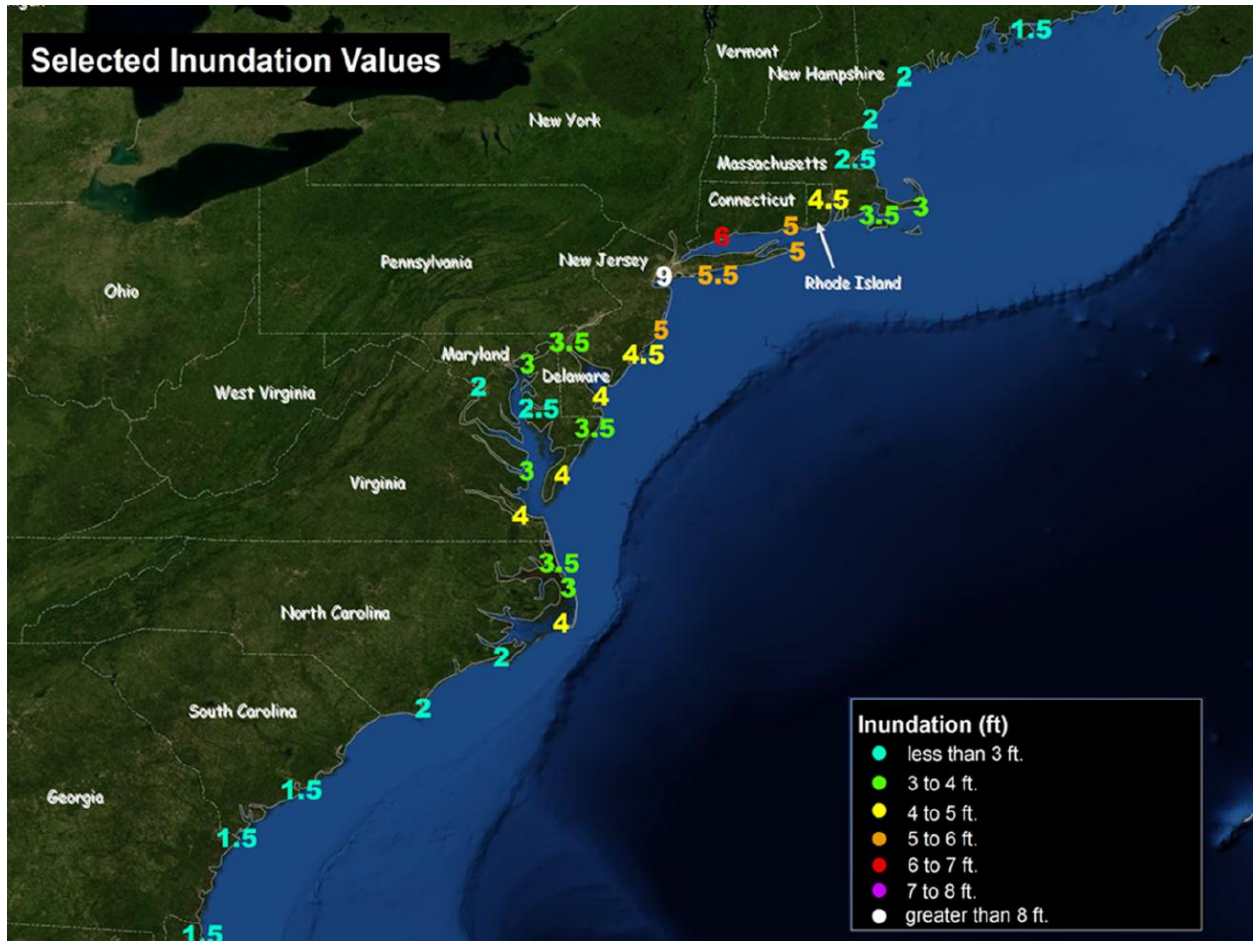 1.5
Vermont
Selected Inundation Values
New Hampshire
2
New York
2
Massachusetts
2.5
Connecticut
4.5
3.5
3
5
6
Pennsylvania
New Jersey
5
9
5.5
Rhode Island
Ohio
5
3.5
Maryland
4.5
3
Delaware
West Virginia
2
4
2.5
3.5
Virginia
3
4
4
3.5
3
North Carolina
4
2
South Carolina
2
Georgia
1.5
1.5
1.5
Inundation (ft)
less than 3 ft.
3 to 4 ft.
4 to 5 ft.
5 to 6 ft.
6 to 7 ft.
7 to 8 ft.
greater than 8 ft.